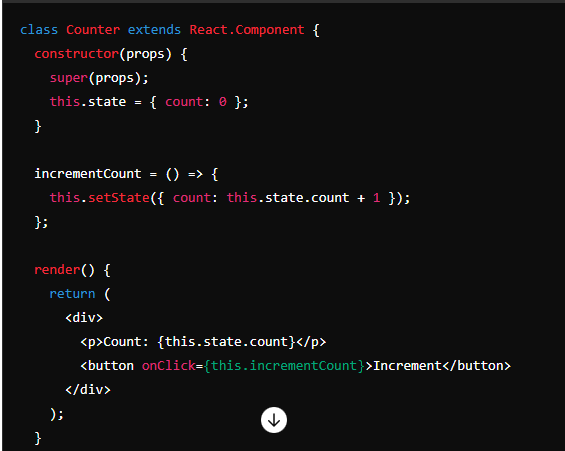 class Counter extends React.Component {
  constructor(props) {
    super(props);
    this.state = { count: 0 };
  }

  incrementCount = () => {
    this.setState({ count: this.state.count + 1 });
  };

  render() {
    return (
      <div>
        <p>Count: {this.state.count}</p>
        <button onClick={this.incrementCount}>Increment</button>
      </div>
    );
  }